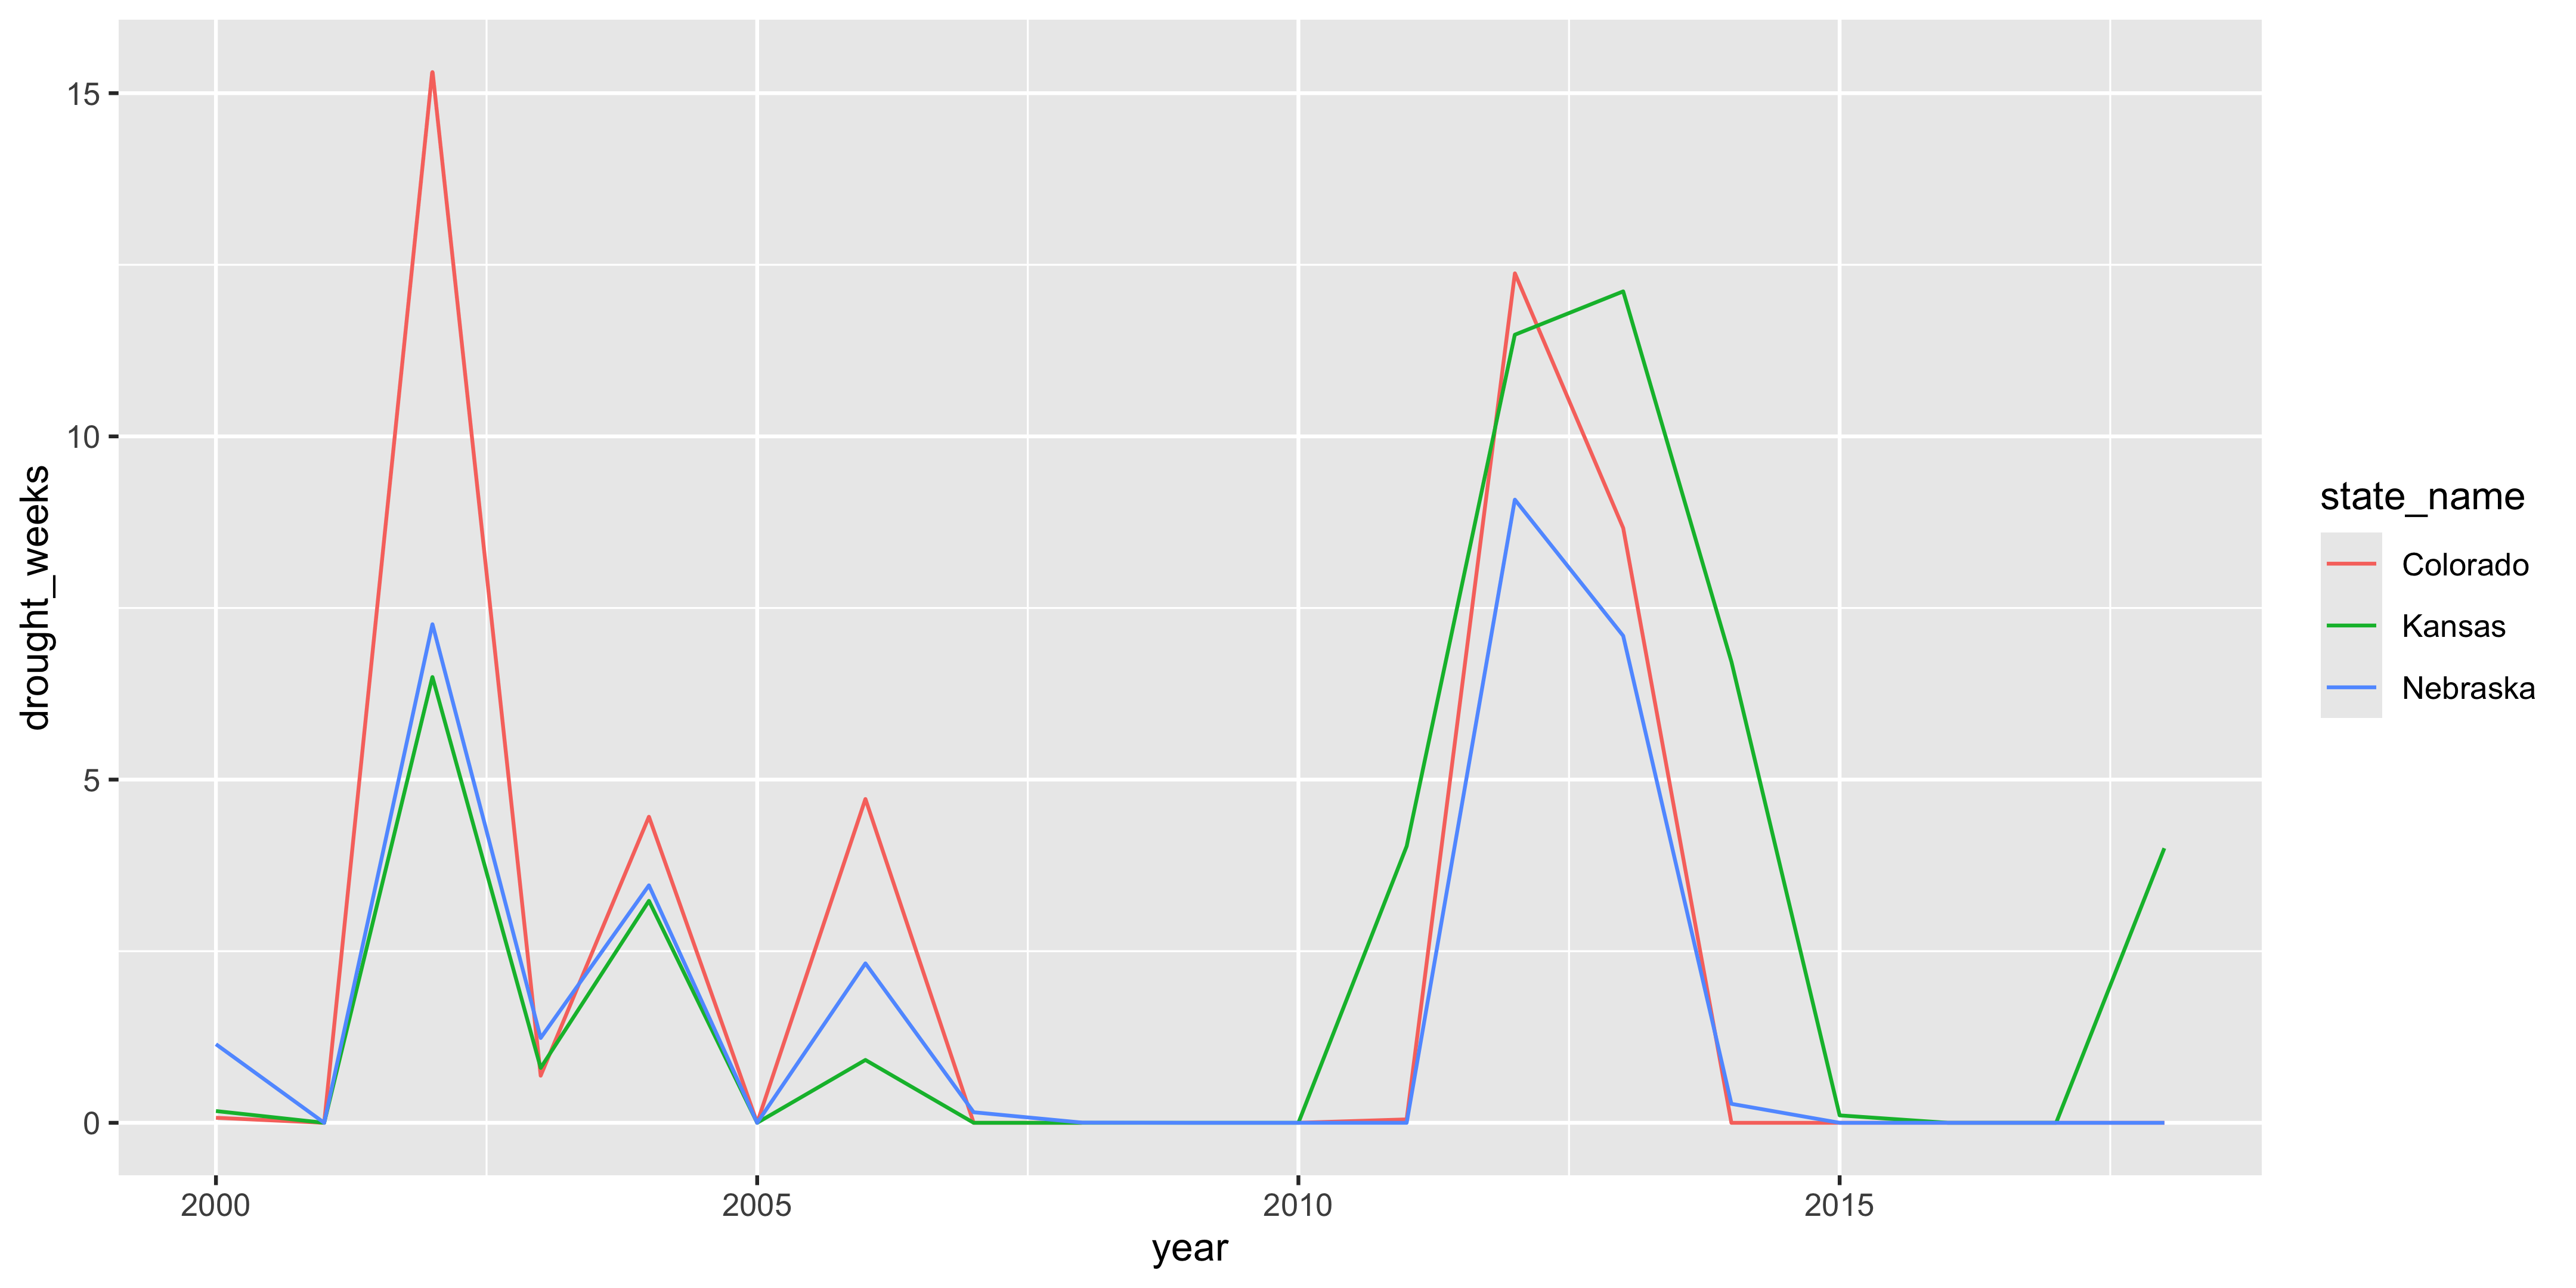 15
10
5
0
drought_weeks
2000
2005
2010
2015
year
state_name
Colorado
Kansas
Nebraska